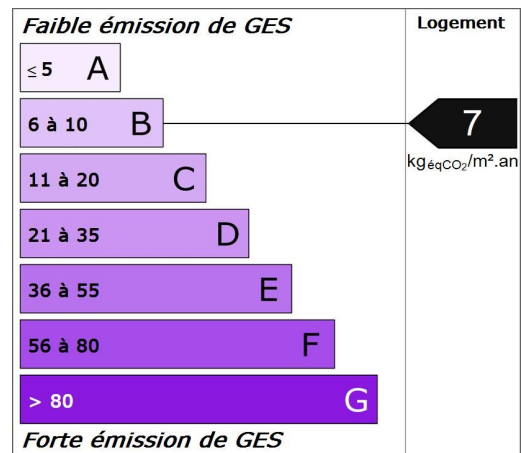 Faible émission de GES
Logement
≤ 5 A
6 à 10 B
7
kgéqCO₂/m².an
11 à 20 C
21 à 35 D
36 à 55 E
56 à 80 F
> 80 G
Forte émission de GES